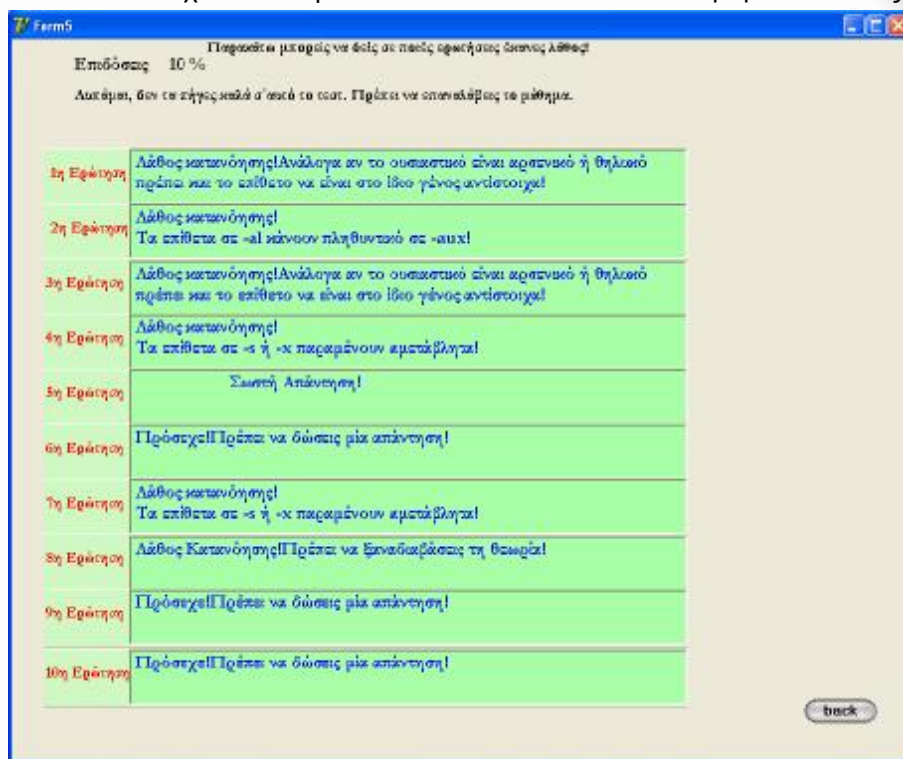 Form5
Παρακάτω μπορείς να δείς σε ποιές ερωτήσεις έκανες λάθος!
Επιδόσεις 10 %
Λυπάμαι, δεν τα πήγες καλά σ'αυτό το τεστ. Πρέπει να επαναλάβεις το μάθημα.
1η Ερώτηση
Λάθος κατανόησης!Ανάλογα αν το ουσιαστικό είναι αρσενικό ή θηλυκό
πρέπει και το επίθετο να είναι στο ίδιο γένος αντίστοιχα!
2η Ερώτηση
Λάθος κατανόησης!
Τα επίθετα σε -al κάνουν πληθυντικό σε -aux!
3η Ερώτηση
Λάθος κατανόησης!Ανάλογα αν το ουσιαστικό είναι αρσενικό ή θηλυκό
πρέπει και το επίθετο να είναι στο ίδιο γένος αντίστοιχα!
4η Ερώτηση
Λάθος κατανόησης!
Τα επίθετα σε -s ή -x παραμένουν αμετάβλητα!
5η Ερώτηση
Σωστή Απάντηση!
6η Ερώτηση
Πρόσεχε!Πρέπει να δώσεις μία απάντηση!
7η Ερώτηση
Λάθος κατανόησης!
Τα επίθετα σε -s ή -x παραμένουν αμετάβλητα!
8η Ερώτηση
Λάθος Κατανόησης!Πρέπει να ξαναδιαβάσεις τη θεωρία!
9η Ερώτηση
Πρόσεχε!Πρέπει να δώσεις μία απάντηση!
10η Ερώτηση
Πρόσεχε!Πρέπει να δώσεις μία απάντηση!
back